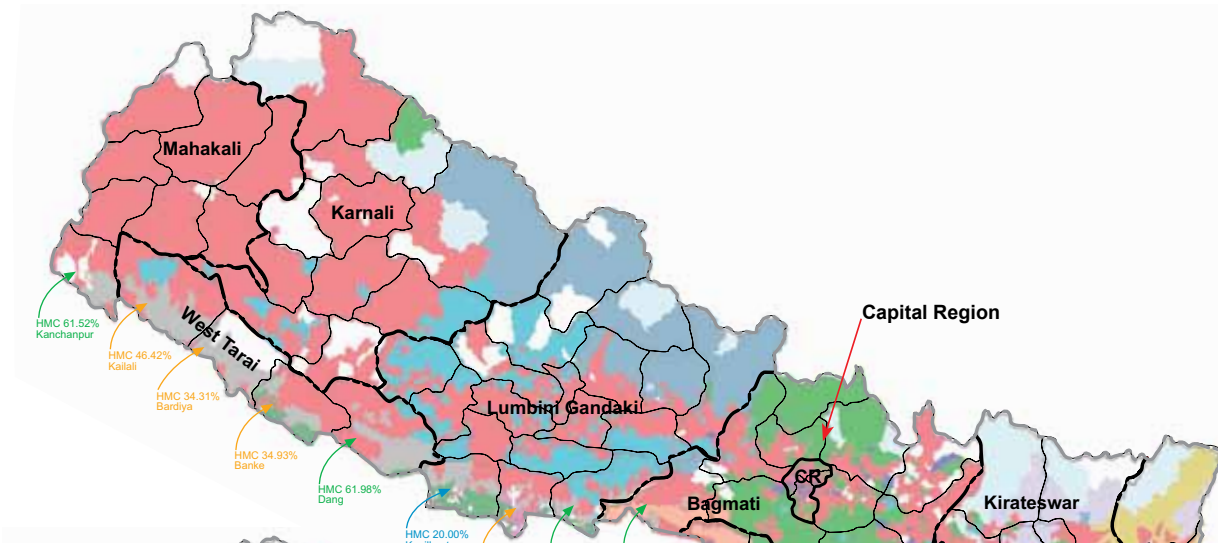 Mahakali
Karnali
HMC 61.52%
Kanchanpur
West Tarai
Capital Region
HMC 46.42%
Kailali
HMC 34.31%
Bardiya
Lumbini Gandaki
HMC 34.93%
Banke
CR
HMC 61.98%
Dang
Bagmati
Kirateswar
HMC 20.00%